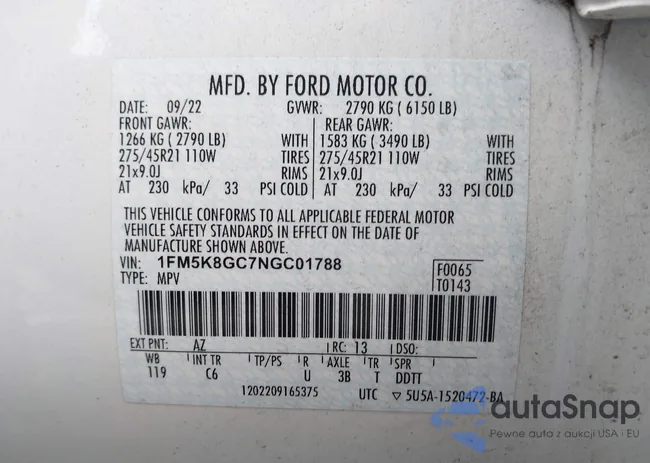 MFD. BY FORD MOTOR CO.
DATE: 09/22 GVWR: 2790 KG ( 6150 LB)
FRONT GAWR: REAR GAWR:
1266 KG ( 2790 LB) WITH 1583 KG ( 3490 LB) WITH
275/45R21 110W TIRES 275/45R21 110W TIRES
21x9.0J RIMS 21x9.0J RIMS
AT 230 kPa/ 33 PSI COLD AT 230 kPa/ 33 PSI COLD
THIS VEHICLE CONFORMS TO ALL APPLICABLE FEDERAL MOTOR
VEHICLE SAFETY STANDARDS IN EFFECT ON THE DATE OF
MANUFACTURE SHOWN ABOVE.
VIN: 1FM5K8GC7NGC01788 F0065
TYPE: MPV T0143
EXT PNT: AZ RC: 13 DSO:
WB INT TR TP/PS R AXLE TR SPR
119 C6 U 3B T DDTT
1202209165375 UTC ▽ 5U5A-1520472-BA
autoSnap
Pewne auto z aukcji USA i EU